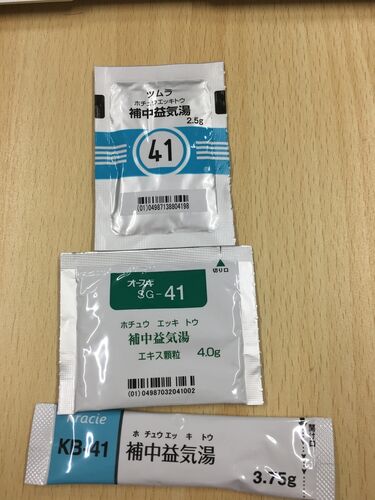 ツムラ
ホチュウエッキトウ
補中益気湯
2.5g
41
(01)04987138804198
切り口
オースギ
SG-41
ホチュウ エッキ トウ
補中益気湯
エキス顆粒 4.0g
(01) 04987032041002
Kracie
KB-41
ホ チュウ エッ キ トウ
補中益気湯
3.75g
開封口